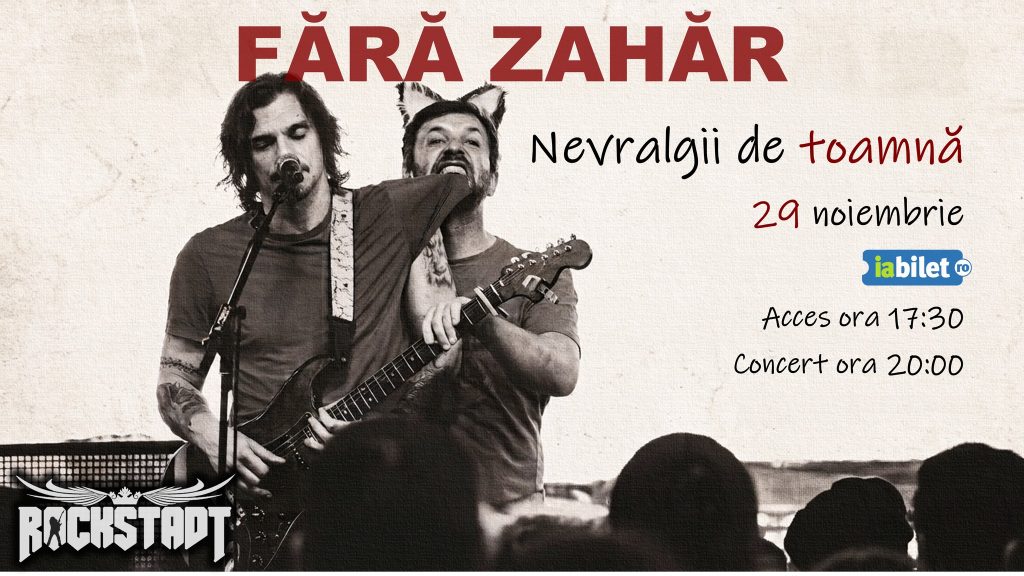 FĂRĂ ZAHĂR
Nevralgii de toamnă
29 noiembrie
iabilet ro
Acces ora 17:30
Concert ora 20:00
ROCKSTADT